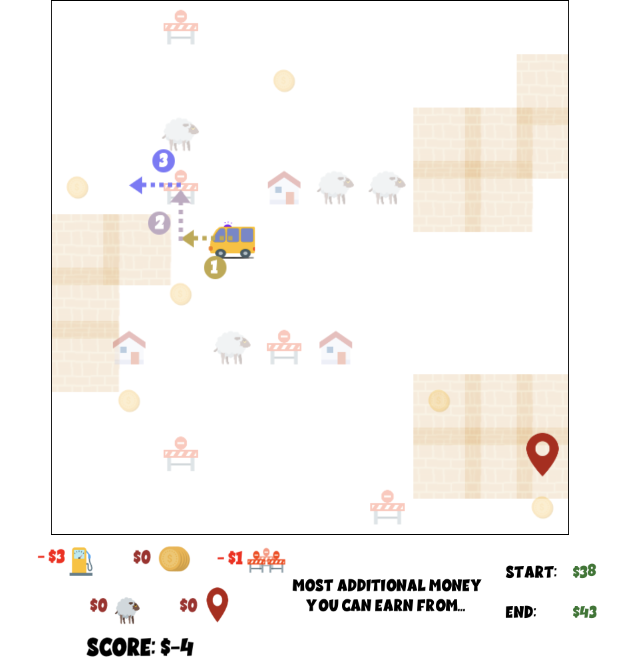 3
2
1
- $3
$0
- $1
$0
$0
SCORE: $-4
MOST ADDITIONAL MONEY
YOU CAN EARN FROM...
START: $38
END: $43